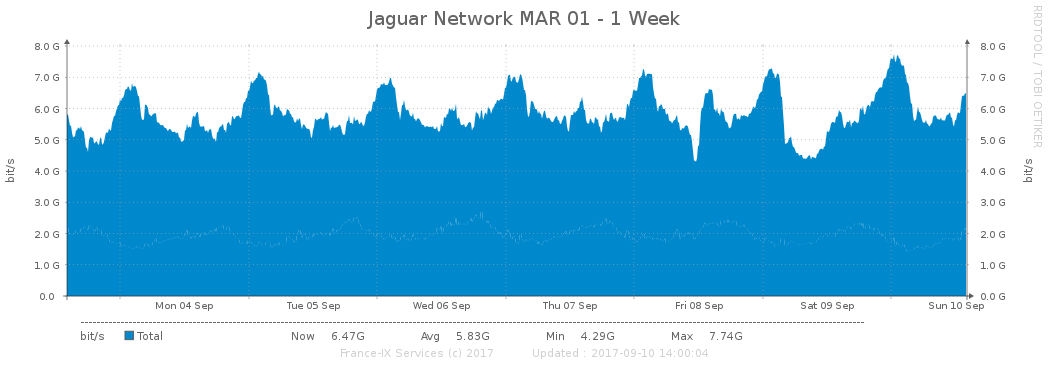 Jaguar Network MAR 01 - 1 Week
RRDTOOL / TOBI OETIKER
8.0 G 8.0 G
7.0 G 7.0 G
6.0 G 6.0 G
5.0 G 5.0 G
4.0 G 4.0 G
3.0 G 3.0 G
2.0 G 2.0 G
1.0 G 1.0 G
0.0 0.0 G
bit/s bit/s
Mon 04 Sep Tue 05 Sep Wed 06 Sep Thu 07 Sep Fri 08 Sep Sat 09 Sep Sun 10 Sep
bit/s Total Now 6.47G Avg 5.83G Min 4.29G Max 7.74G
France-IX Services (c) 2017 Updated : 2017-09-10 14:00:04